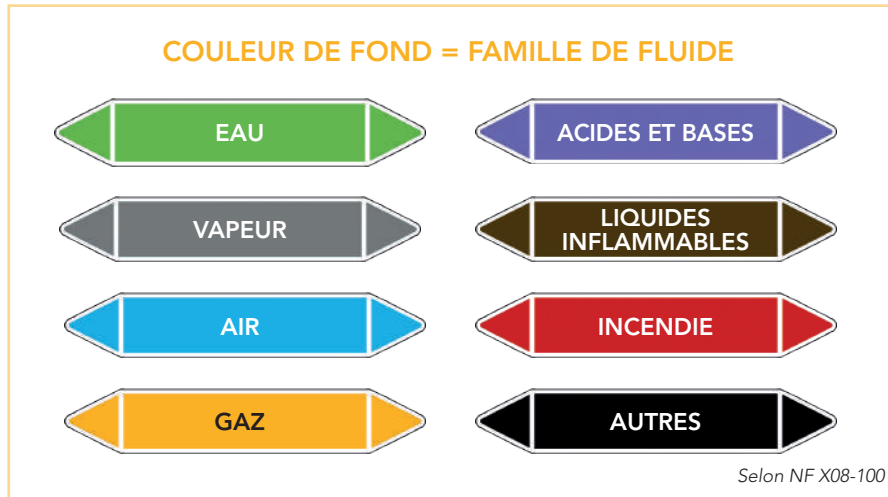 COULEUR DE FOND = FAMILLE DE FLUIDE
EAU
ACIDES ET BASES
VAPEUR
LIQUIDES
INFLAMMABLES
AIR
INCENDIE
GAZ
AUTRES
Selon NF X08-100